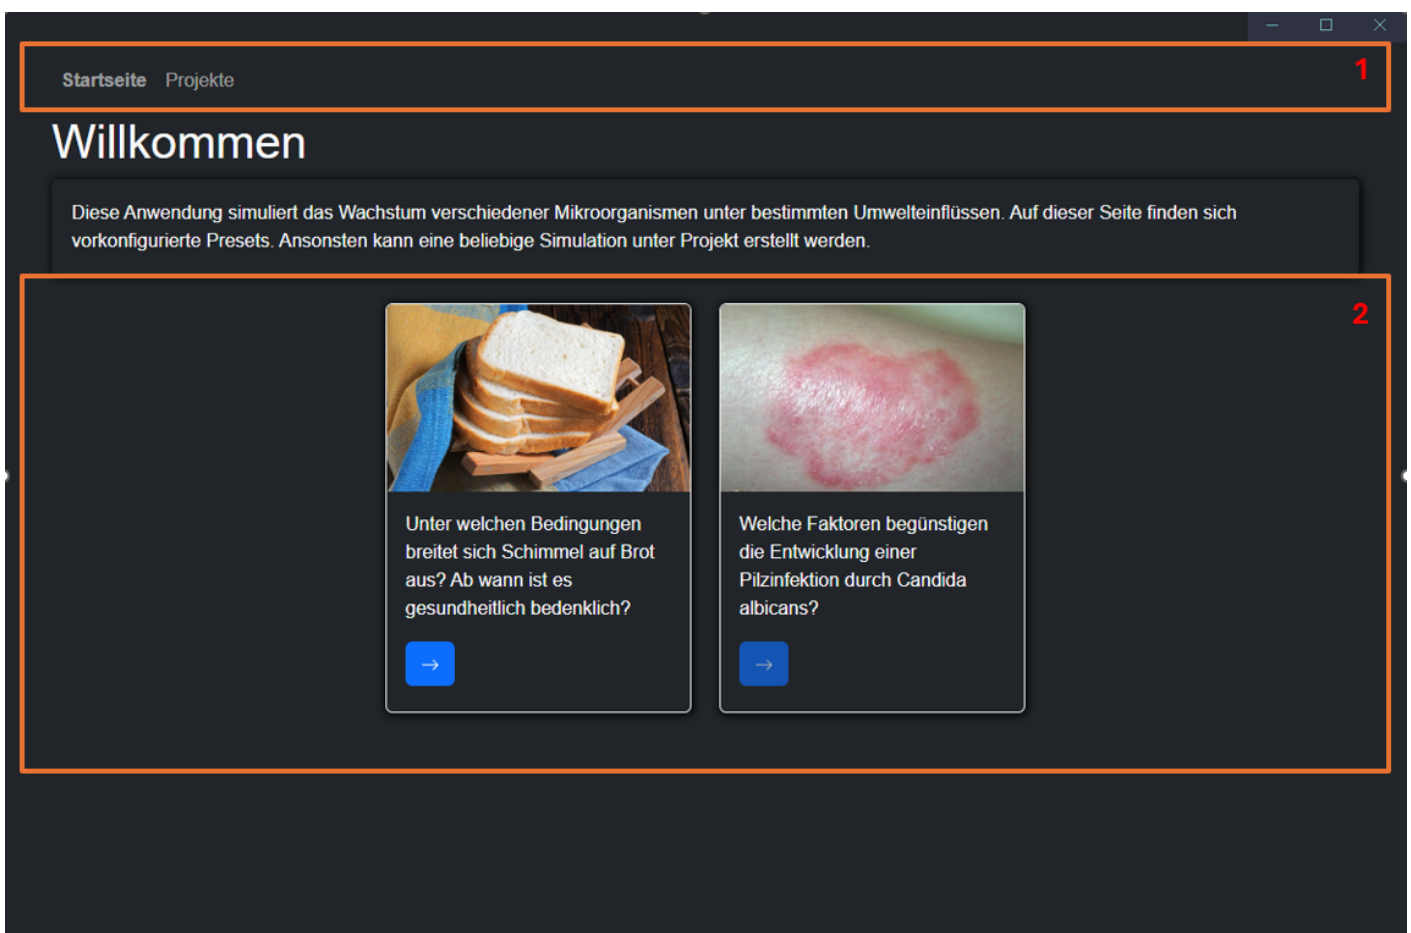 Startseite Projekte
1
Willkommen
Diese Anwendung simuliert das Wachstum verschiedener Mikroorganismen unter bestimmten Umwelteinflüssen. Auf dieser Seite finden sich
vorkonfigurierte Presets. Ansonsten kann eine beliebige Simulation unter Projekt erstellt werden.
2
Unter welchen Bedingungen
breitet sich Schimmel auf Brot
aus? Ab wann ist es
gesundheitlich bedenklich?
Welche Faktoren begünstigen
die Entwicklung einer
Pilzinfektion durch Candida
albicans?